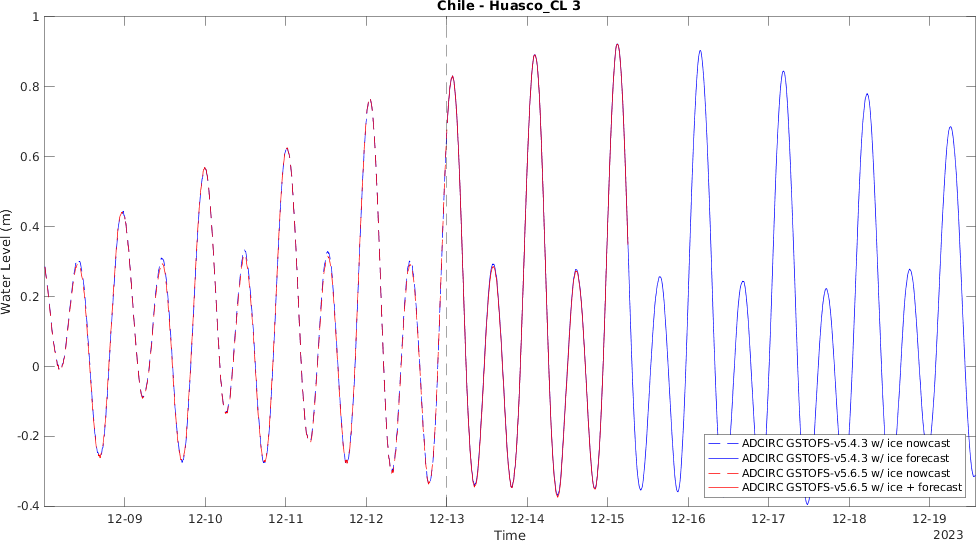 Chile - Huasco_CL 3
Water Level (m)
1
0.8
0.6
0.4
0.2
0
-0.2
-0.4
ADCIRC GSTOFS-v5.4.3 w/ ice nowcast
ADCIRC GSTOFS-v5.4.3 w/ ice forecast
ADCIRC GSTOFS-v5.6.5 w/ ice nowcast
ADCIRC GSTOFS-v5.6.5 w/ ice + forecast
12-09 12-10 12-11 12-12 12-13 12-14 12-15 12-16 12-17 12-18 12-19
Time
2023